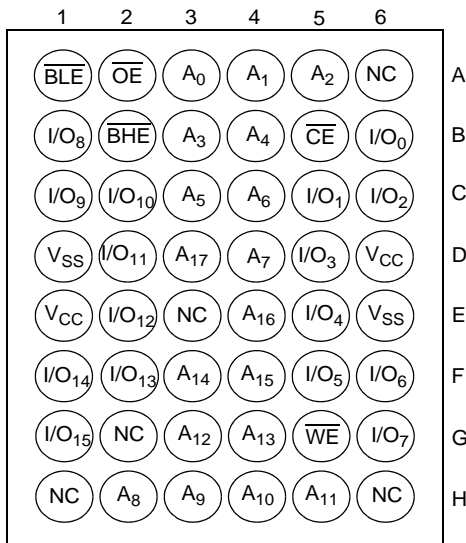 1 2 3 4 5 6
BLE OE A0 A1 A2 NC A
I/O8 BHE A3 A4 CE I/O0 B
I/O9 I/O10 A5 A6 I/O1 I/O2 C
VSS I/O11 A17 A7 I/O3 VCC D
VCC I/O12 NC A16 I/O4 VSS E
I/O14 I/O13 A14 A15 I/O5 I/O6 F
I/O15 NC A12 A13 WE I/O7 G
NC A8 A9 A10 A11 NC H